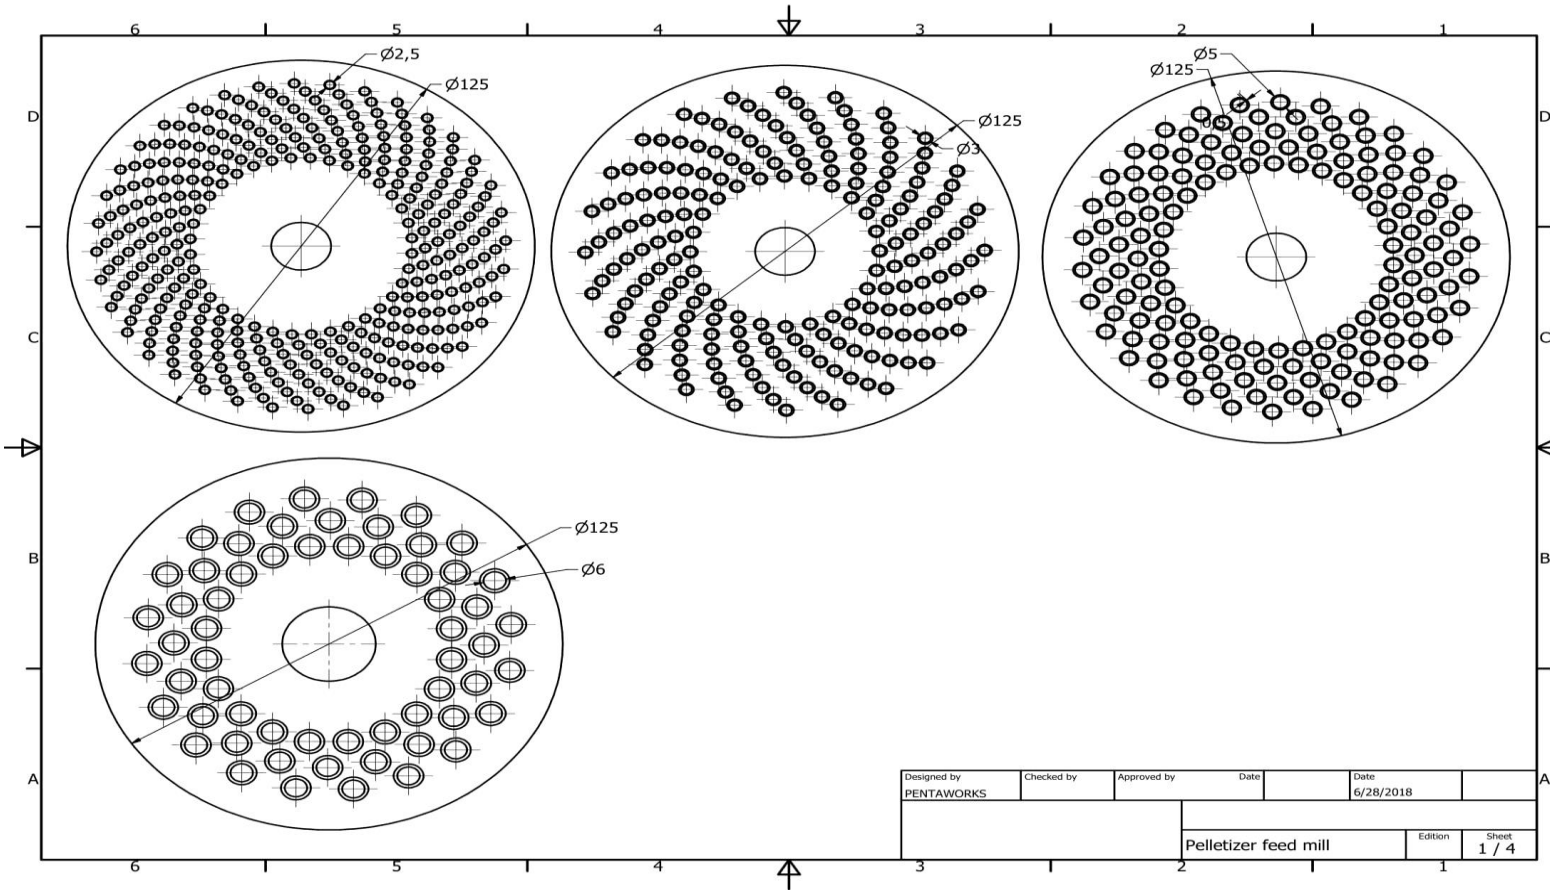 6 5 4 3 2 1
Ø2,5
Ø125
Ø125
Ø3
Ø5
Ø125
0,5
D D
C C
Ø125
Ø6
B B
A A
Designed by Checked by Approved by Date Date
PENTAWORKS 6/28/2018
Pelletizer feed mill Edition Sheet
1 / 4
6 5 4 3 2 1